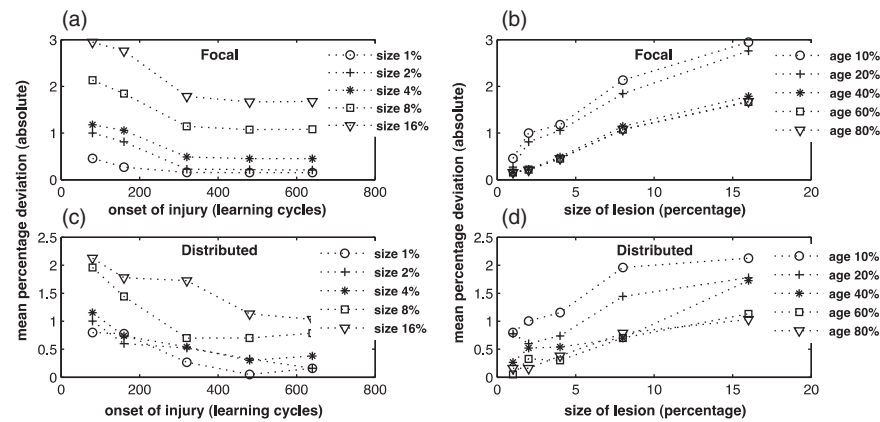 (a)
Focal
size 1%
size 2%
size 4%
size 8%
size 16%
3
2
1
0
0 200 400 600 800
onset of injury (learning cycles)
(b)
Focal
age 10%
age 20%
age 40%
age 60%
age 80%
3
2
1
0
0 5 10 15 20
size of lesion (percentage)
mean percentage deviation (absolute)
mean percentage deviation (absolute)
(c)
Distributed
size 1%
size 2%
size 4%
size 8%
size 16%
2.5
2
1.5
1
0.5
0
0 200 400 600 800
onset of injury (learning cycles)
(d)
Distributed
age 10%
age 20%
age 40%
age 60%
age 80%
2.5
2
1.5
1
0.5
0
0 5 10 15 20
size of lesion (percentage)